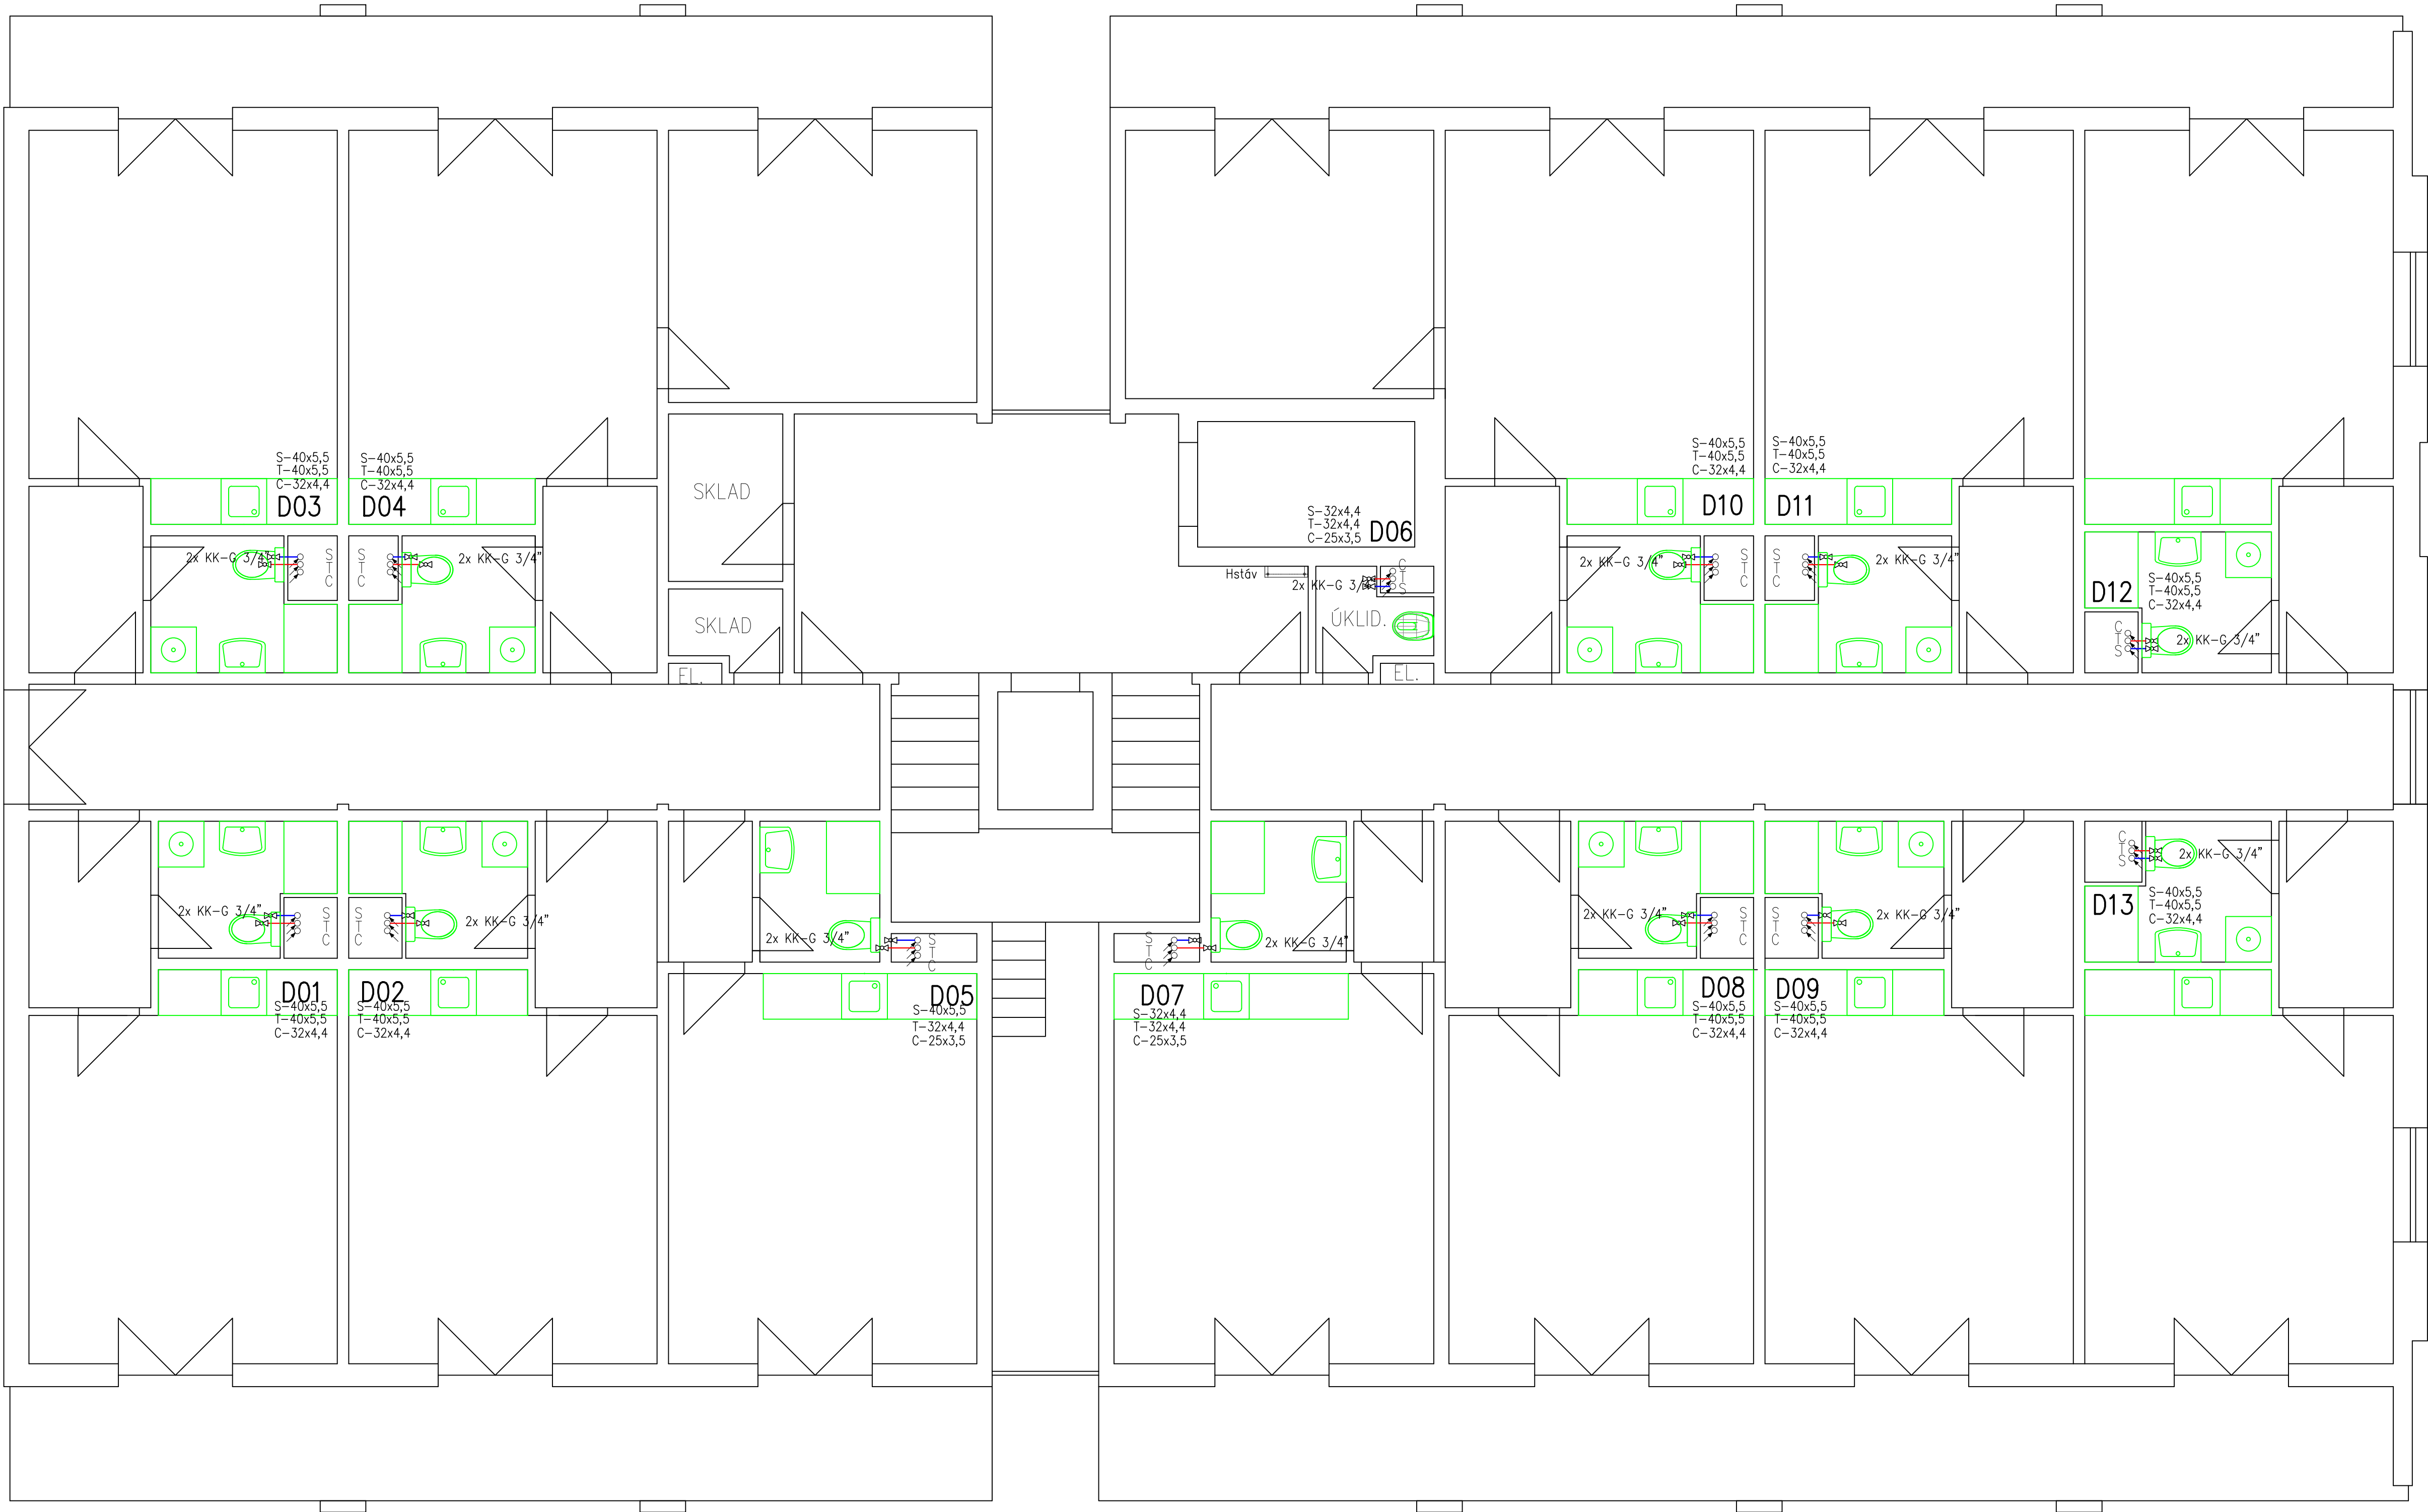 S-40x5,5
T-40x5,5
C-32x4,4
D03
S-40x5,5
T-40x5,5
C-32x4,4
D04
SKLAD
S-32x4,4
T-32x4,4
C-25x3,5
D06
S-40x5,5
T-40x5,5
C-32x4,4
D10
S-40x5,5
T-40x5,5
C-32x4,4
D11
2x KK-G 3/4"
S
T
C
S
T
C
2x KK-G 3/4"
Hstáv
2x KK-G 3/4"
C
T
S
2x KK-G 3/4"
S
T
C
S
T
C
2x KK-G 3/4"
D12
S-40x5,5
T-40x5,5
C-32x4,4
SKLAD
ÚKLID.
C
T
S
2x KK-G 3/4"
EL.
EL.
2x KK-G 3/4"
S
T
C
S
T
C
2x KK-G 3/4"
2x KK-G 3/4"
S
T
C
S
T
C
2x KK-G 3/4"
2x KK-G 3/4"
S
T
C
S
T
C
2x KK-G 3/4"
C
T
S
2x KK-G 3/4"
D13
S-40x5,5
T-40x5,5
C-32x4,4
D01
S-40x5,5
T-40x5,5
C-32x4,4
D02
S-40x5,5
T-40x5,5
C-32x4,4
D05
S-40x5,5
T-32x4,4
C-25x3,5
D07
S-32x4,4
T-32x4,4
C-25x3,5
D08
S-40x5,5
T-40x5,5
C-32x4,4
D09
S-40x5,5
T-40x5,5
C-32x4,4